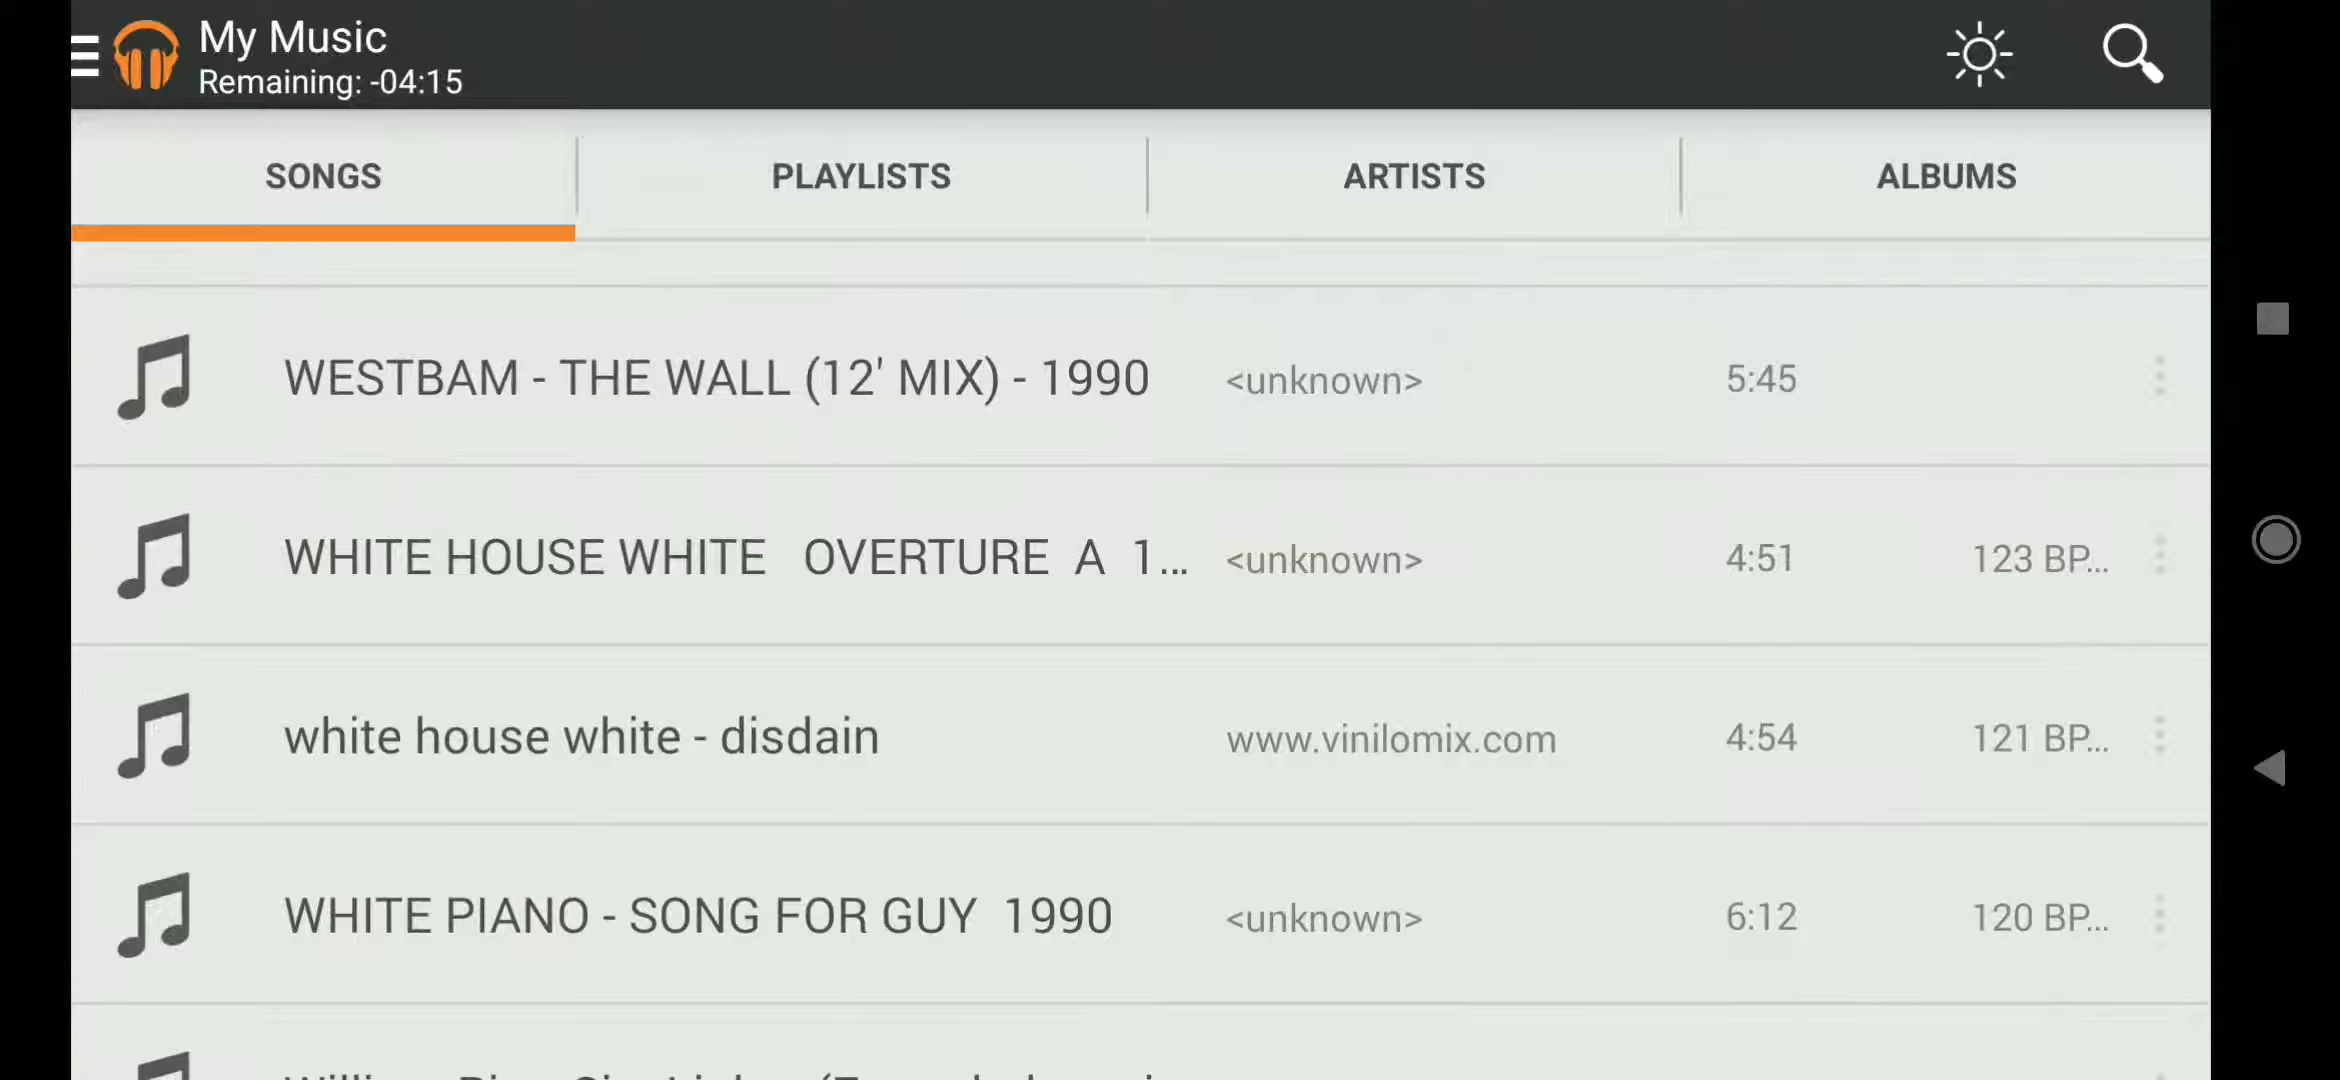 My Music
Remaining: -04:15
SONGS PLAYLISTS ARTISTS ALBUMS
WESTBAM - THE WALL (12' MIX) - 1990 <unknown> 5:45
WHITE HOUSE WHITE   OVERTURE  A  1... <unknown> 4:51 123 BP...
white house white - disdain www.vinilomix.com 4:54 121 BP...
WHITE PIANO - SONG FOR GUY  1990 <unknown> 6:12 120 BP...